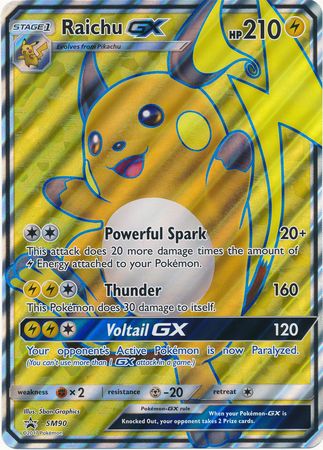 STAGE 1 Raichu GX HP 210
Evolves from Pikachu
Powerful Spark 20+
This attack does 20 more damage times the amount of
Energy attached to your Pokémon.
Thunder 160
This Pokémon does 30 damage to itself.
Voltail GX 120
Your opponent's Active Pokémon is now Paralyzed.
(You can't use more than 1 GX attack in a game.)
weakness × 2 resistance -20 retreat
Illus. 5ban Graphics
Pokémon-GX rule
When your Pokémon-GX is
Knocked Out, your opponent takes 2 Prize cards.
SM90